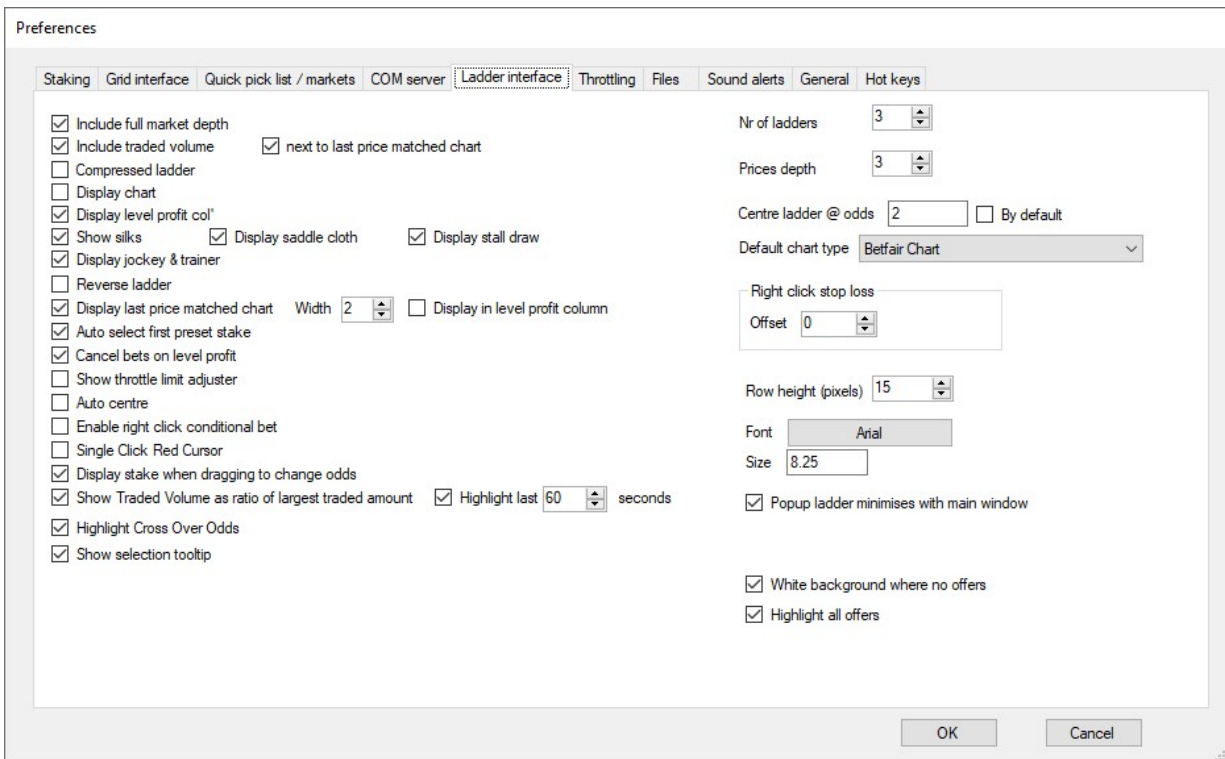 Preferences
Staking Grid interface Quick pick list / markets COM server Ladder interface Throttling Files Sound alerts General Hot keys
Include full market depth
Include traded volume next to last price matched chart
Compressed ladder
Display chart
Display level profit col'
Show silks Display saddle cloth Display stall draw
Display jockey & trainer
Reverse ladder
Display last price matched chart Width 2 Display in level profit column
Auto select first preset stake
Cancel bets on level profit
Show throttle limit adjuster
Auto centre
Enable right click conditional bet
Single Click Red Cursor
Display stake when dragging to change odds
Show Traded Volume as ratio of largest traded amount Highlight last 60 seconds
Highlight Cross Over Odds
Show selection tooltip
Nr of ladders 3
Prices depth 3
Centre ladder @ odds 2 By default
Default chart type Betfair Chart
Right click stop loss
Offset 0
Row height (pixels) 15
Font Arial
Size 8.25
Popup ladder minimises with main window
White background where no offers
Highlight all offers
OK Cancel